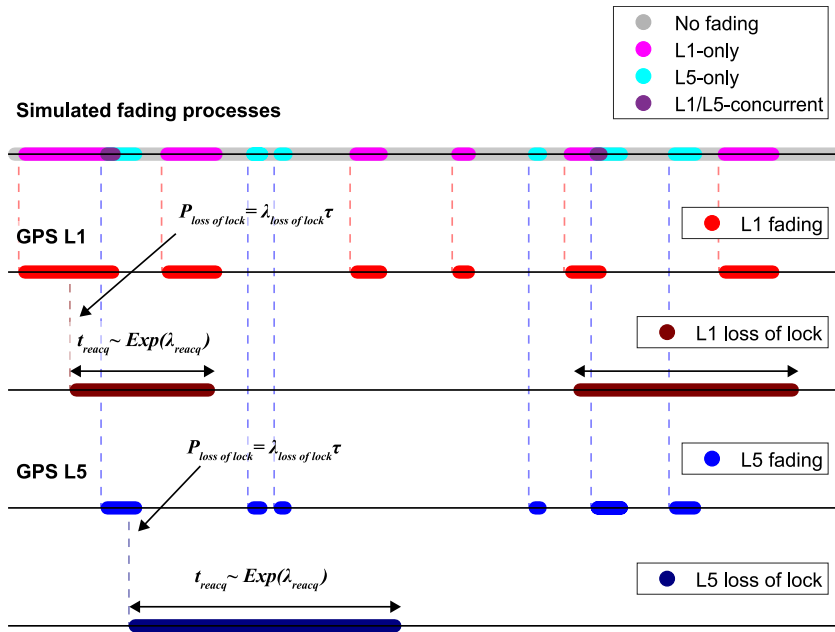 No fading
L1-only
L5-only
L1/L5-concurrent
Simulated fading processes
P_loss of lock = λ_loss of lock τ
GPS L1
L1 fading
t_reacq ~ Exp(λ_reacq)
L1 loss of lock
P_loss of lock = λ_loss of lock τ
GPS L5
L5 fading
t_reacq ~ Exp(λ_reacq)
L5 loss of lock